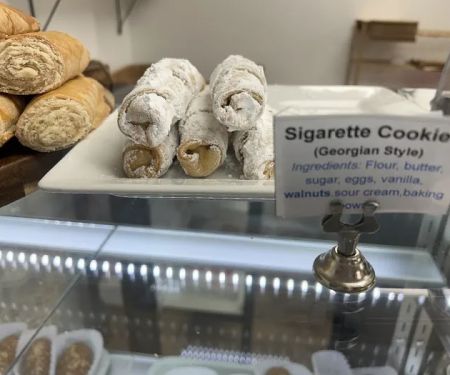 Sigarette Cookie
(Georgian Style)
Ingredients: Flour, butter,
sugar, eggs, vanilla,
walnuts,sour cream,baking